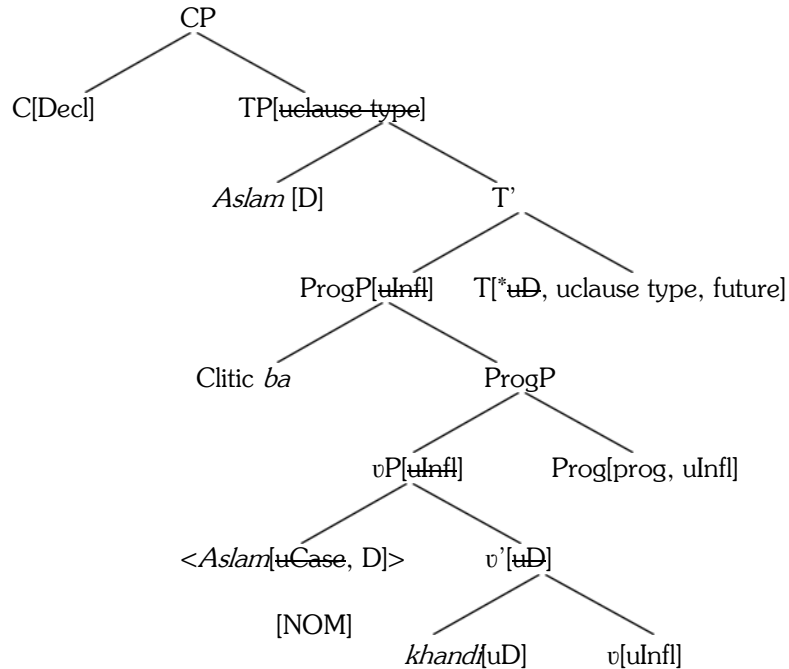 CP
C[Decl] TP[uclause type]
Aslam [D] T’
ProgP[uInfl] T[*uD, uclause type, future]
Clitic ba ProgP
vP[uInfl] Prog[prog, uInfl]
<Aslam[uCase, D]> v’[uD]
[NOM]
khandi[uD] v[uInfl]